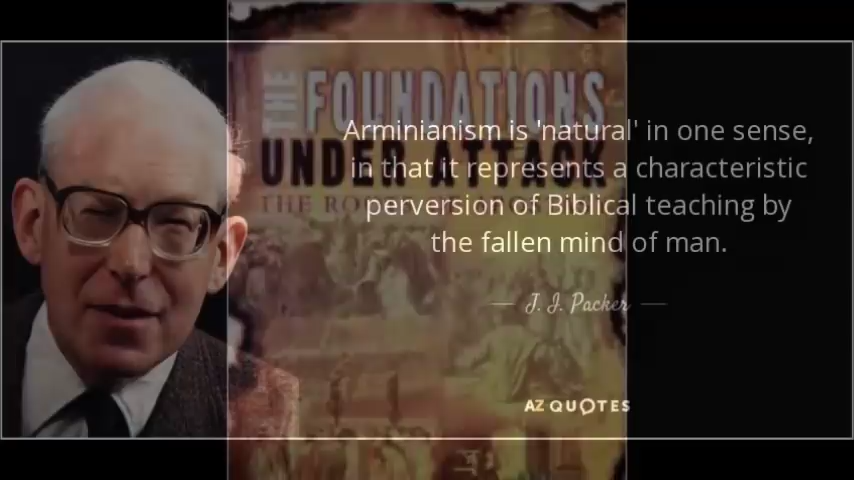 THE FOUNDATIONS
UNDER ATTACK
THE
Arminianism is 'natural' in one sense,
in that it represents a characteristic
perversion of Biblical teaching by
the fallen mind of man.
J. I. Packer
AZ QUOTES